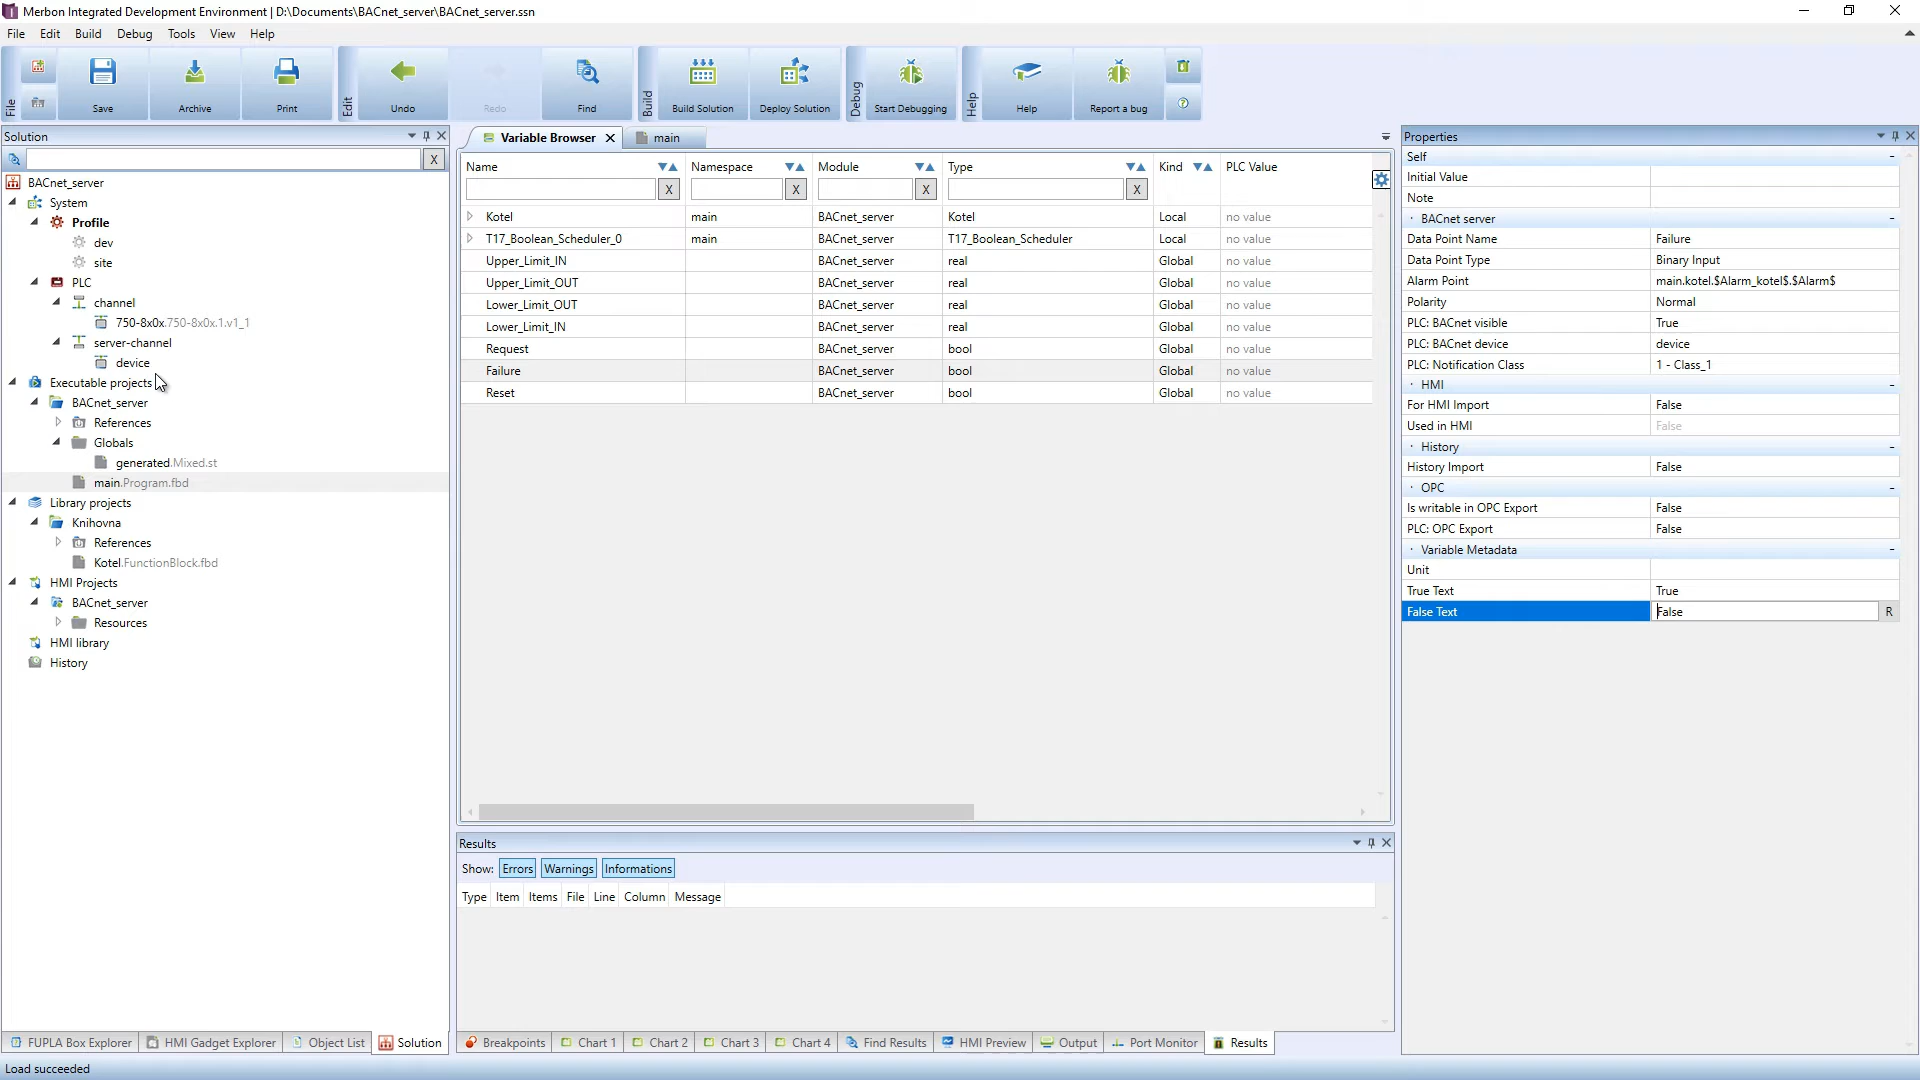 Merbon Integrated Development Environment | D:\Documents\BACnet_server\BACnet_server.ssn
File Edit Build Debug Tools View Help
File Save Archive Print Edit Undo Redo Find Build Build Solution Deploy Solution Debug Start Debugging Help Help Report a bug
Solution
X
BACnet_server
System
Profile
dev
site
PLC
channel
750-8x0x.750-8x0x.1.v1_1
server-channel
device
Executable projects
BACnet_server
References
Globals
generated.Mixed.st
main.Program.fbd
Library projects
Knihovna
References
Kotel.FunctionBlock.fbd
HMI Projects
BACnet_server
Resources
HMI library
History
FUPLA Box Explorer HMI Gadget Explorer Object List Solution
Variable Browser main
Name Namespace Module Type Kind PLC Value
X X X X
Kotel main BACnet_server Kotel Local no value
T17_Boolean_Scheduler_0 main BACnet_server T17_Boolean_Scheduler Local no value
Upper_Limit_IN BACnet_server real Global no value
Upper_Limit_OUT BACnet_server real Global no value
Lower_Limit_OUT BACnet_server real Global no value
Lower_Limit_IN BACnet_server real Global no value
Request BACnet_server bool Global no value
Failure BACnet_server bool Global no value
Reset BACnet_server bool Global no value
Results
Show: Errors Warnings Informations
Type Item Items File Line Column Message
Breakpoints Chart 1 Chart 2 Chart 3 Chart 4 Find Results HMI Preview Output Port Monitor Results
Properties
Self
Initial Value
Note
BACnet server
Data Point Name Failure
Data Point Type Binary Input
Alarm Point main.kotel.$Alarm_kotel$.$Alarm$
Polarity Normal
PLC: BACnet visible True
PLC: BACnet device device
PLC: Notification Class 1 - Class_1
HMI
For HMI Import False
Used in HMI False
History
History Import False
OPC
Is writable in OPC Export False
PLC: OPC Export False
Variable Metadata
Unit
True Text True
False Text False R
Load succeeded